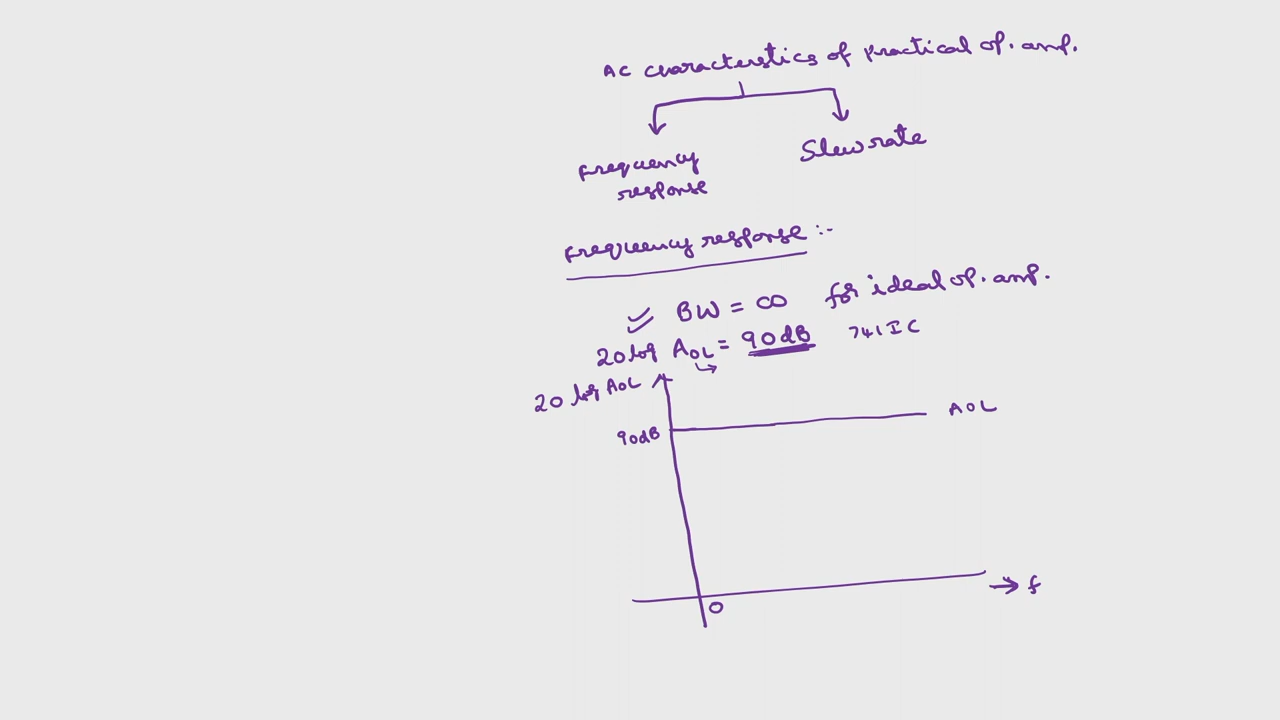 AC characterstics of practical op. amp.
Frequency response
Slew rate
Frequency response :-
BW = ∞ for ideal op. amp.
20 log AOL = 90dB 741 IC
20 log AOL
90dB
AOL
0
→ f